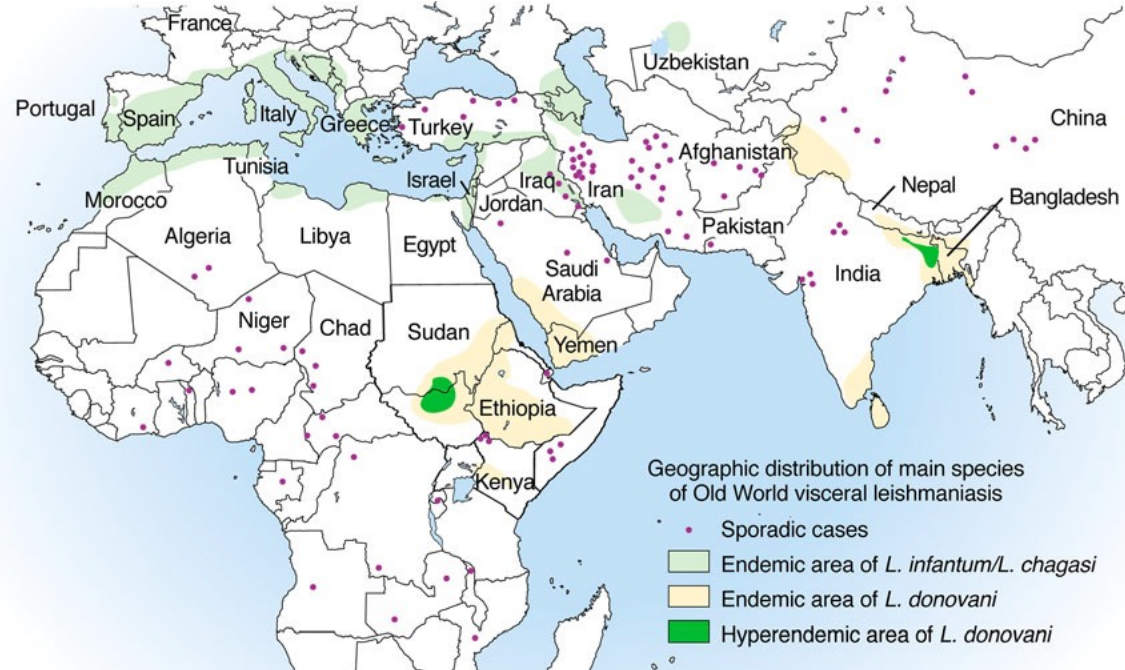 France
Uzbekistan
Portugal
Spain
Italy
Greece
Turkey
China
Tunisia
Afghanistan
Israel
Iraq
Iran
Nepal
Morocco
Jordan
Bangladesh
Algeria
Libya
Egypt
Pakistan
Saudi
Arabia
India
Niger
Chad
Sudan
Yemen
Ethiopia
Kenya
Geographic distribution of main species
of Old World visceral leishmaniasis
Sporadic cases
Endemic area of L. infantum/L. chagasi
Endemic area of L. donovani
Hyperendemic area of L. donovani